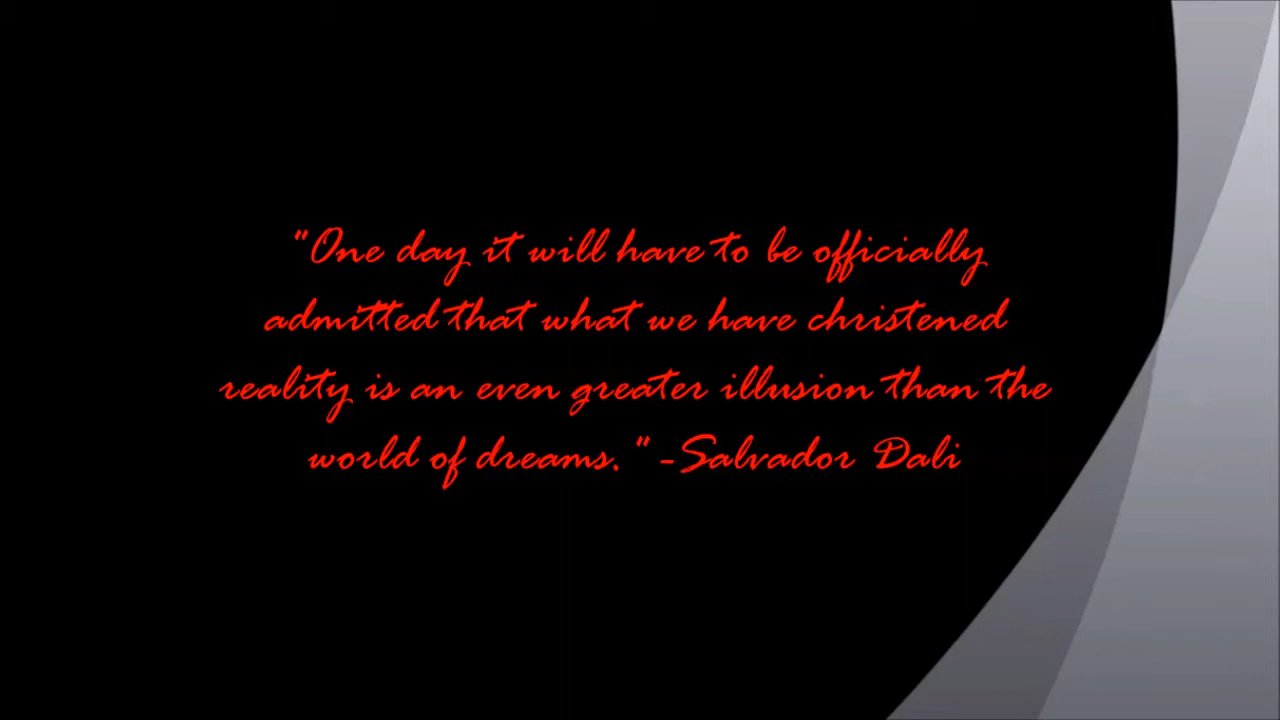 "One day it will have to be officially
admitted that what we have christened
reality is an even greater illusion than the
world of dreams." -Salvador Dali